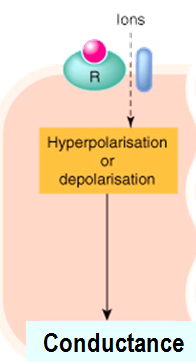 Ions
R
Hyperpolarisation
or
depolarisation
Conductance